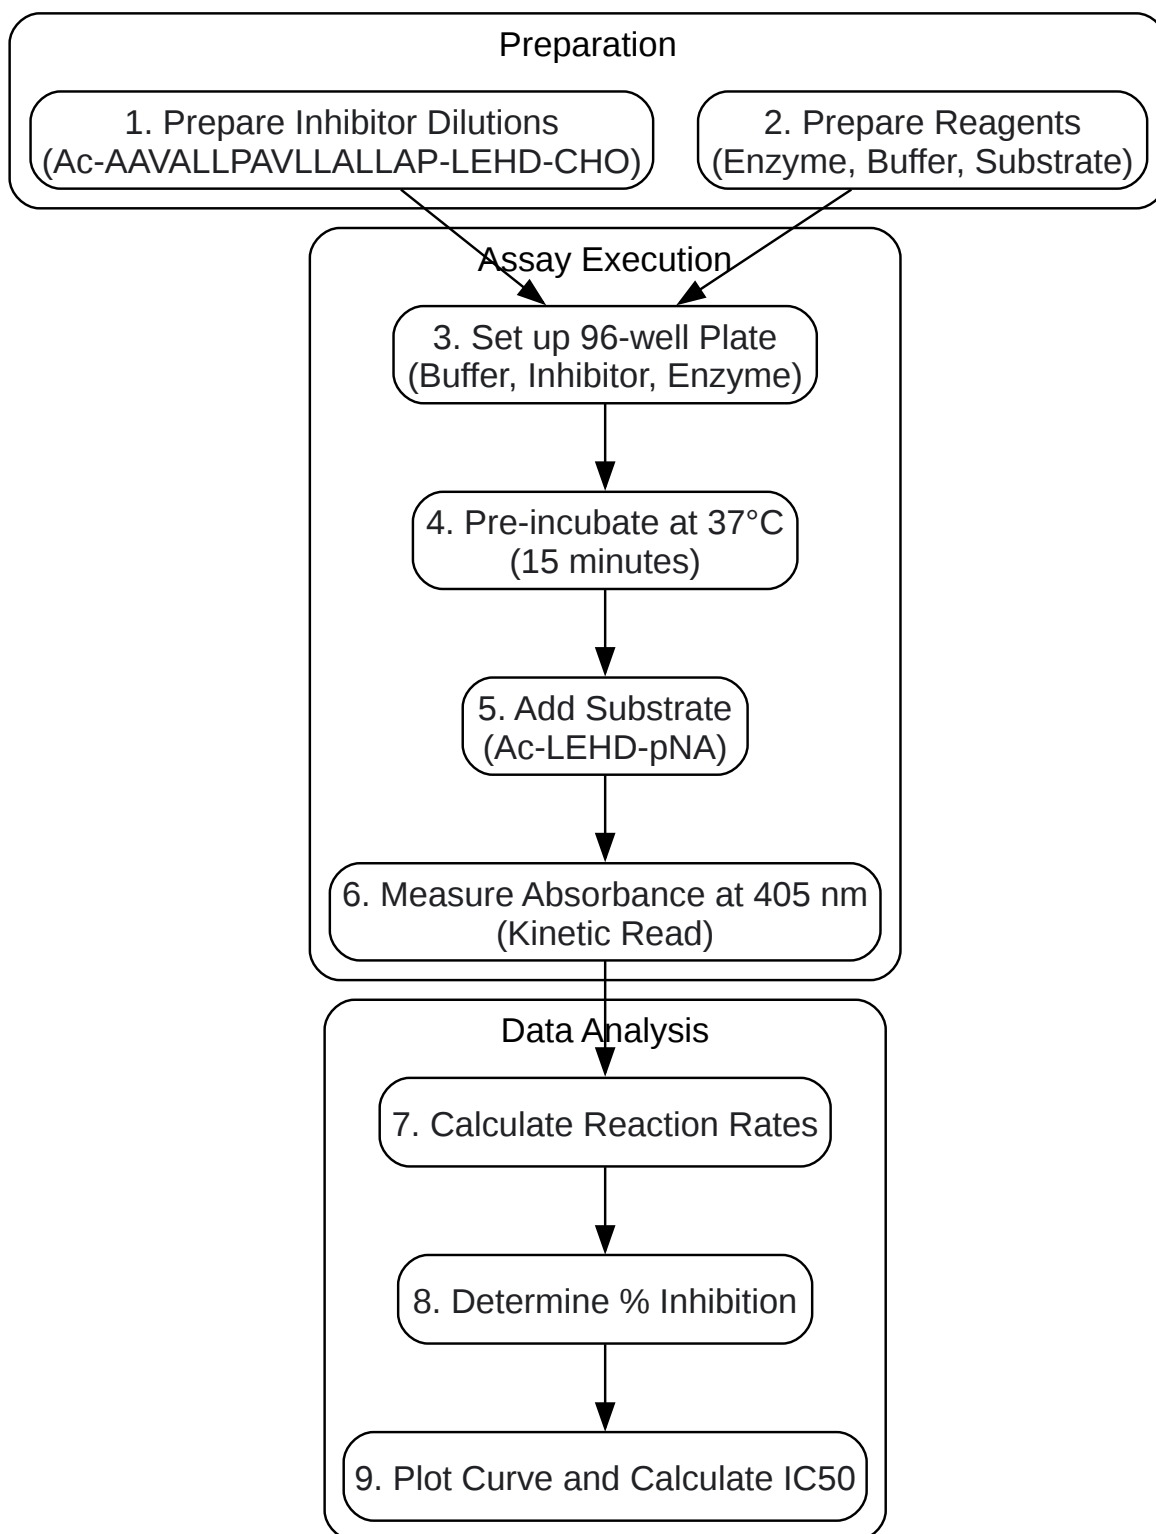 Preparation
1. Prepare Inhibitor Dilutions
(Ac-AAVALLPAVLLALLAP-LEHD-CHO)
2. Prepare Reagents
(Enzyme, Buffer, Substrate)
Assay Execution
3. Set up 96-well Plate
(Buffer, Inhibitor, Enzyme)
4. Pre-incubate at 37°C
(15 minutes)
5. Add Substrate
(Ac-LEHD-pNA)
6. Measure Absorbance at 405 nm
(Kinetic Read)
Data Analysis
7. Calculate Reaction Rates
8. Determine % Inhibition
9. Plot Curve and Calculate IC50